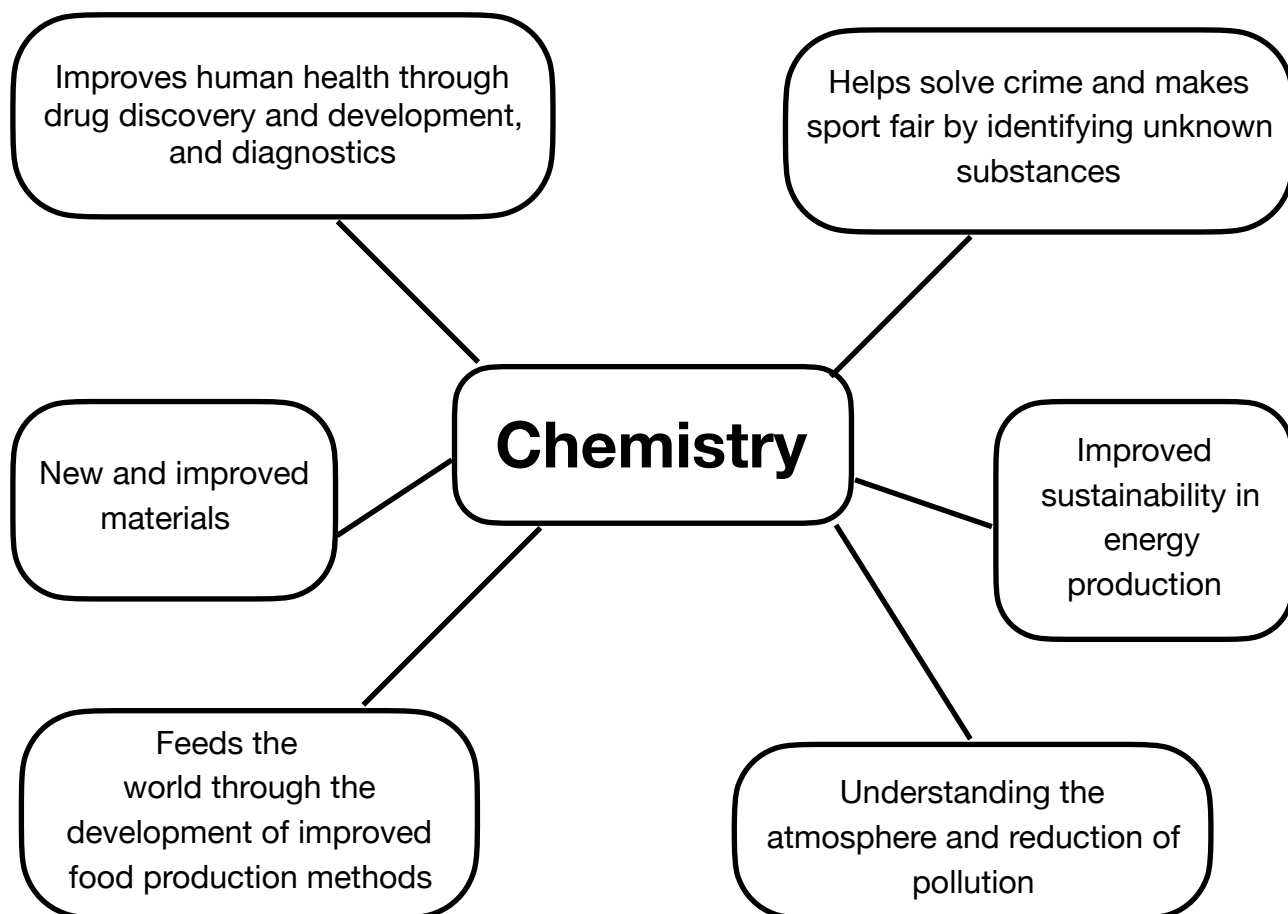 Improves human health through
drug discovery and development,
and diagnostics
Helps solve crime and makes
sport fair by identifying unknown
substances
Chemistry
New and improved
materials
Improved
sustainability in
energy
production
Feeds the
world through the
development of improved
food production methods
Understanding the
atmosphere and reduction of
pollution